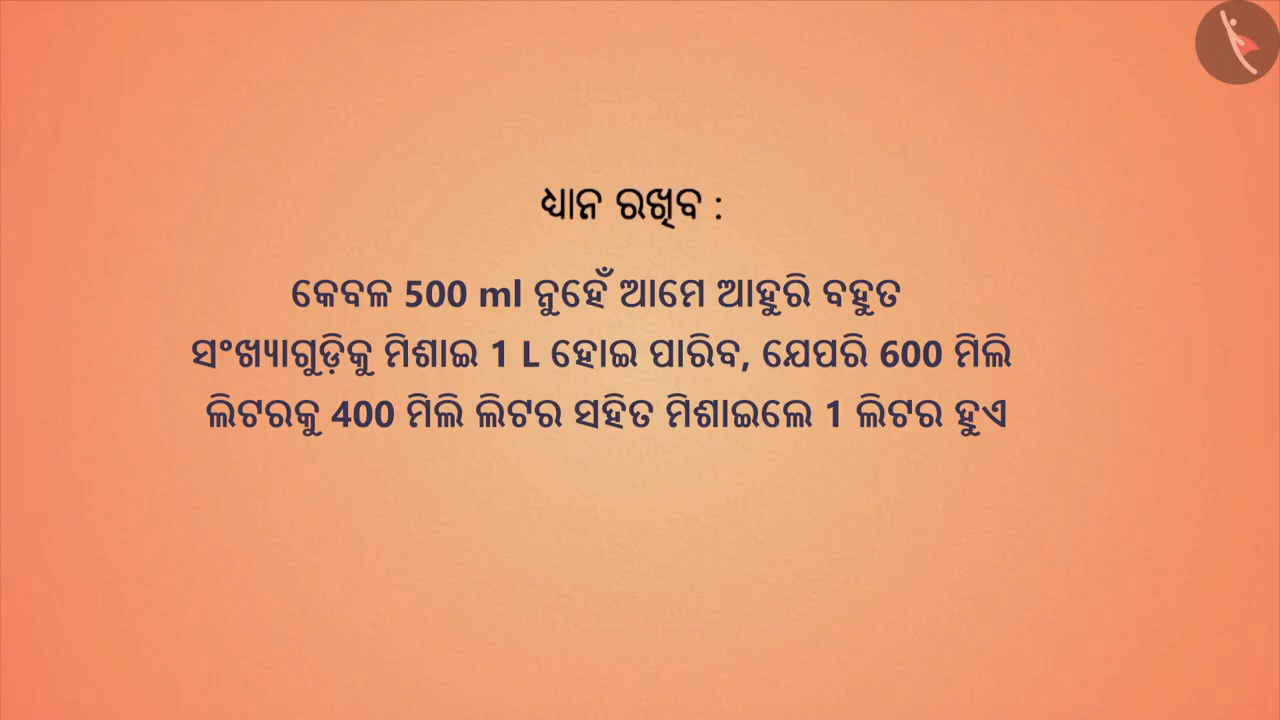 ଧ୍ୟାନ ରଖିବ :
କେବଳ 500 ml ନୁହେଁ ଆମେ ଆହୁରି ବହୁତ
ସଂଖ୍ୟାଗୁଡ଼ିକୁ ମିଶାଇ 1 L ହୋଇ ପାରିବ, ଯେପରି 600 ମିଲି
ଲିଟରକୁ 400 ମିଲି ଲିଟର ସହିତ ମିଶାଇଲେ 1 ଲିଟର ହୁଏ